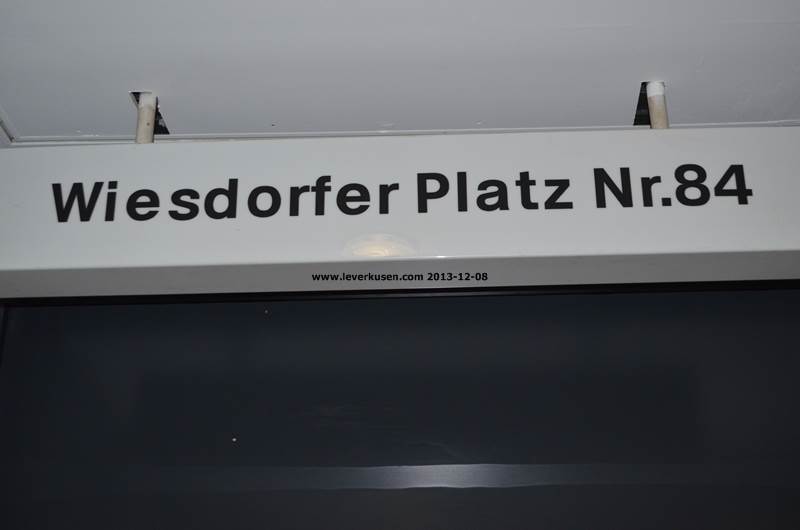 Wiesdorfer Platz Nr.84
www.leverkusen.com 2013-12-08